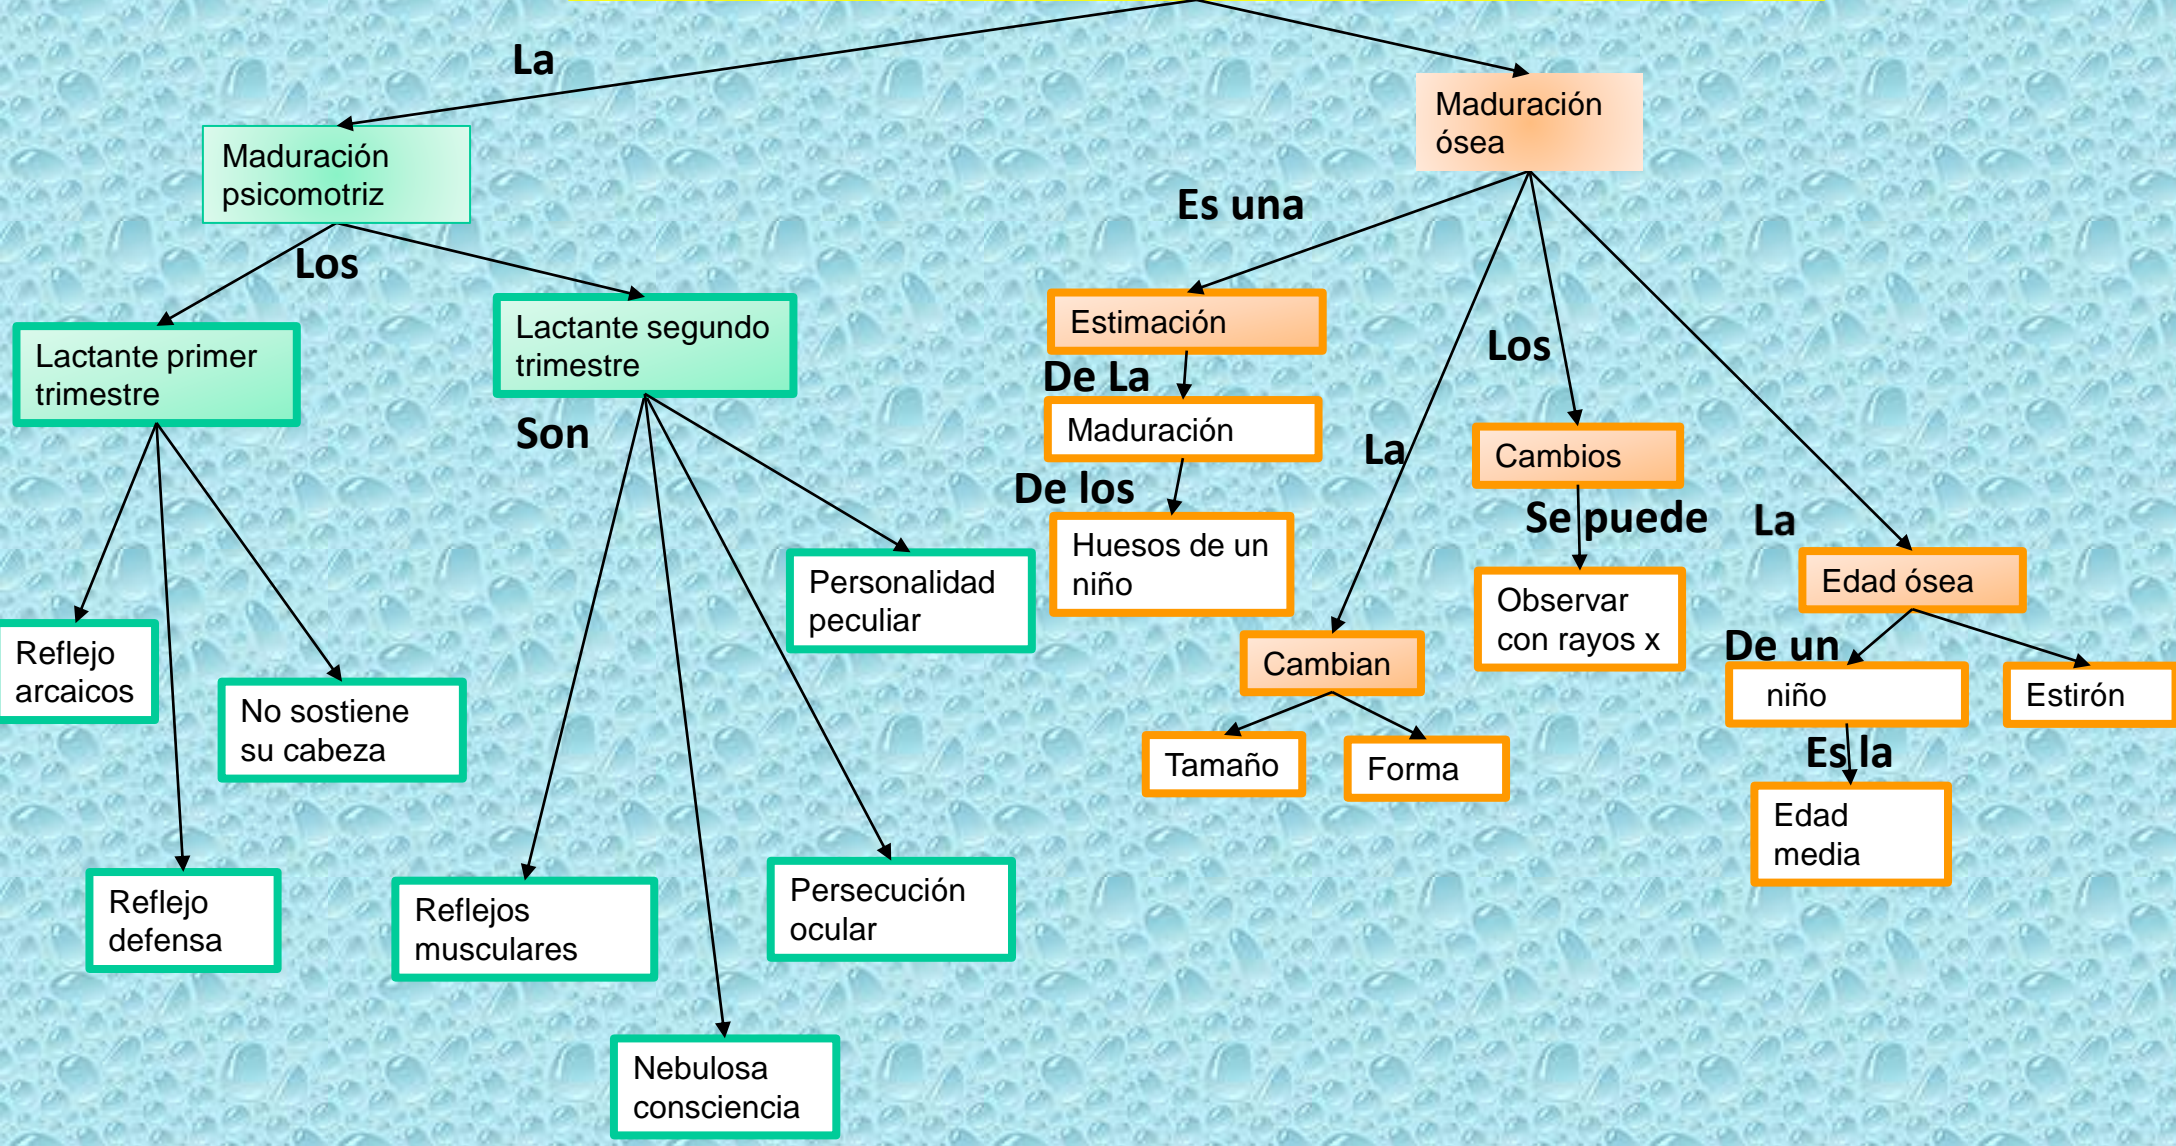 La
Maduración
ósea
Maduración
psicomotriz
Es una
Los
Estimación
Lactante segundo
trimestre
Lactante primer
trimestre
Los
De La
Son
Maduración
La
Cambios
De los
Se puede
La
Huesos de un
niño
Personalidad
peculiar
Observar
con rayos x
Edad ósea
Reflejo
arcaicos
Cambian
De un
niño
Estirón
No sostiene
su cabeza
Tamaño
Forma
Es la
Edad
media
Reflejo
defensa
Reflejos
musculares
Persecución
ocular
Nebulosa
consciencia